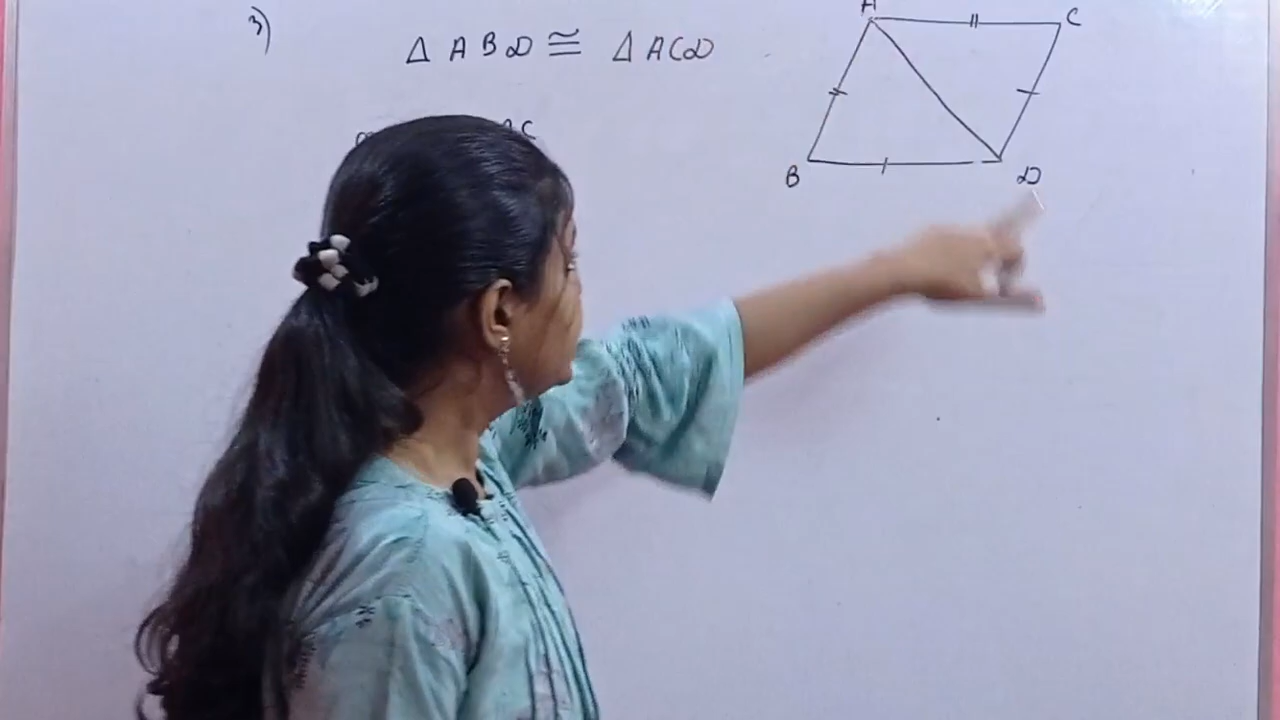 3)
△ ABD ≅ △ ACD
A
C
B
D